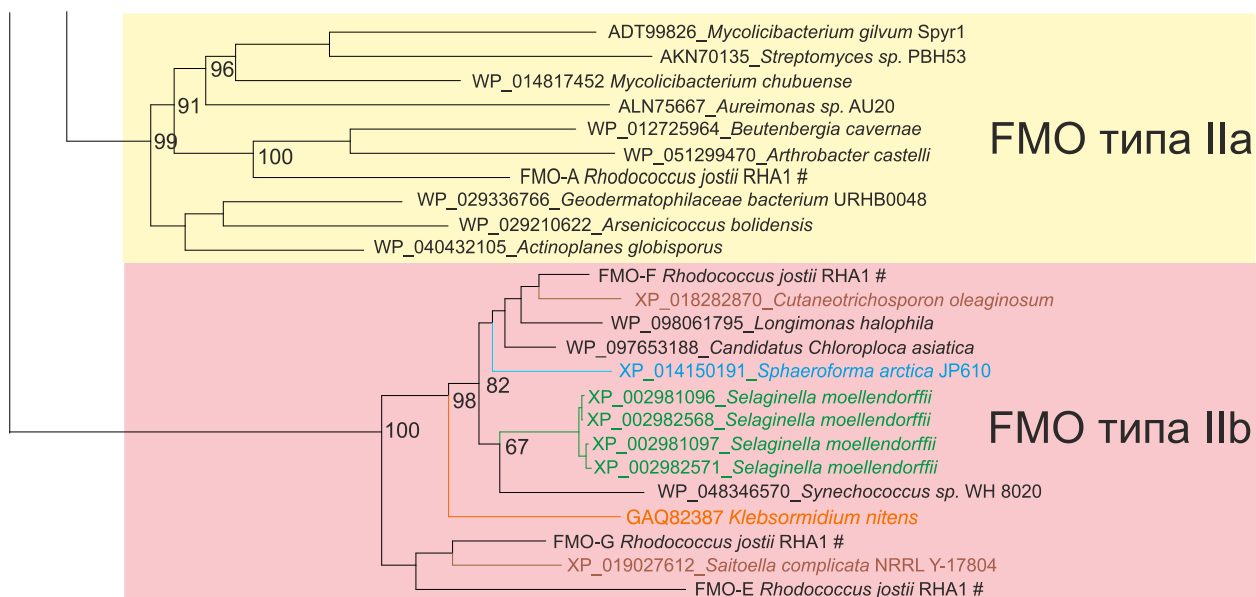 ADT99826_Mycolicibacterium gilvum Spyr1
AKN70135_Streptomyces sp. PBH53
96
WP_014817452 Mycolicibacterium chubuense
91
ALN75667_Aureimonas sp. AU20
WP_012725964_Beutenbergia cavernae
99
FMO типа IIa
100
WP_051299470_Arthrobacter castelli
FMO-A Rhodococcus jostii RHA1 #
WP_029336766_Geodermatophilaceae bacterium URHB0048
WP_029210622_Arsenicicoccus bolidensis
WP_040432105_Actinoplanes globisporus
FMO-F Rhodococcus jostii RHA1 #
XP_018282870_Cutaneotrichosporon oleaginosum
WP_098061795_Longimonas halophila
WP_097653188_Candidatus Chloroploca asiatica
XP_014150191_Sphaeroforma arctica JP610
82
98
XP_002981096_Selaginella moellendorffii
XP_002982568_Selaginella moellendorffii
FMO типа IIb
100
67
XP_002981097_Selaginella moellendorffii
XP_002982571_Selaginella moellendorffii
WP_048346570_Synechococcus sp. WH 8020
GAQ82387 Klebsormidium nitens
FMO-G Rhodococcus jostii RHA1 #
XP_019027612_Saitoella complicata NRRL Y-17804
FMO-E Rhodococcus jostii RHA1 #